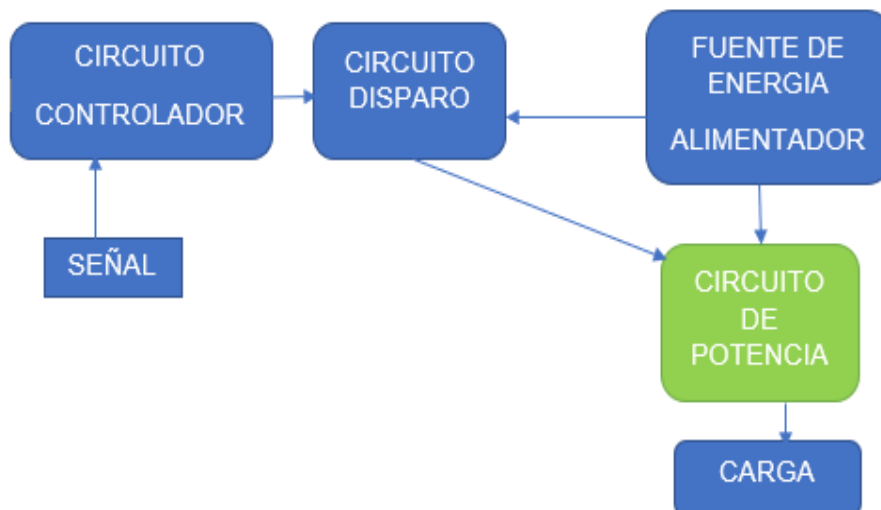 CIRCUITO
CONTROLADOR
CIRCUITO
DISPARO
FUENTE DE
ENERGIA
ALIMENTADOR
SEÑAL
CIRCUITO
DE
POTENCIA
CARGA